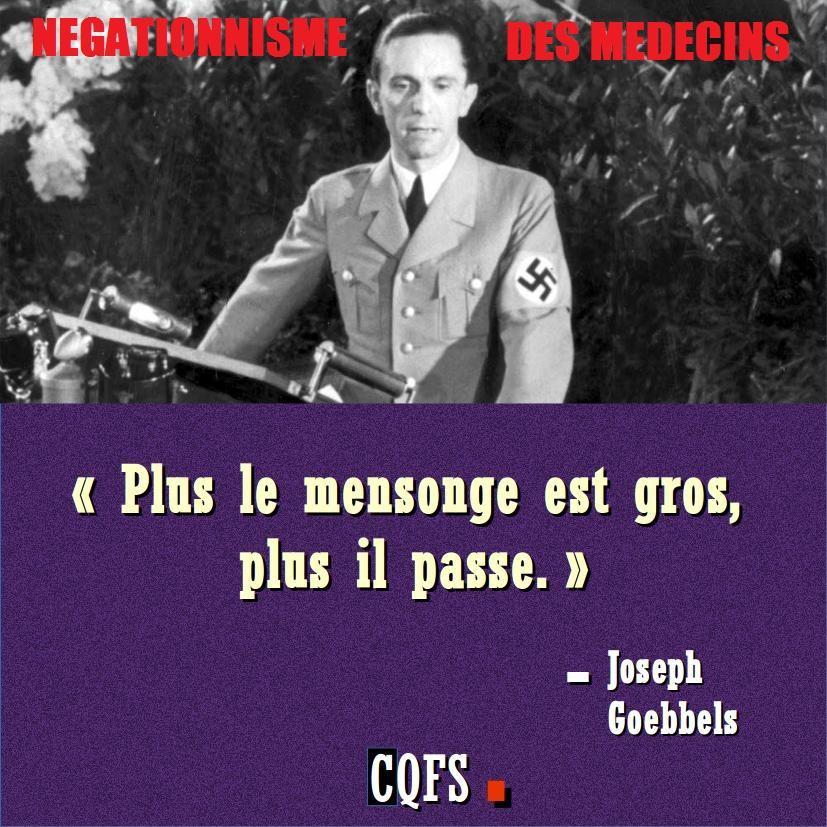 NEGATIONNISME DES MEDECINS
« Plus le mensonge est gros,
plus il passe. »
– Joseph
Goebbels
CQFS .